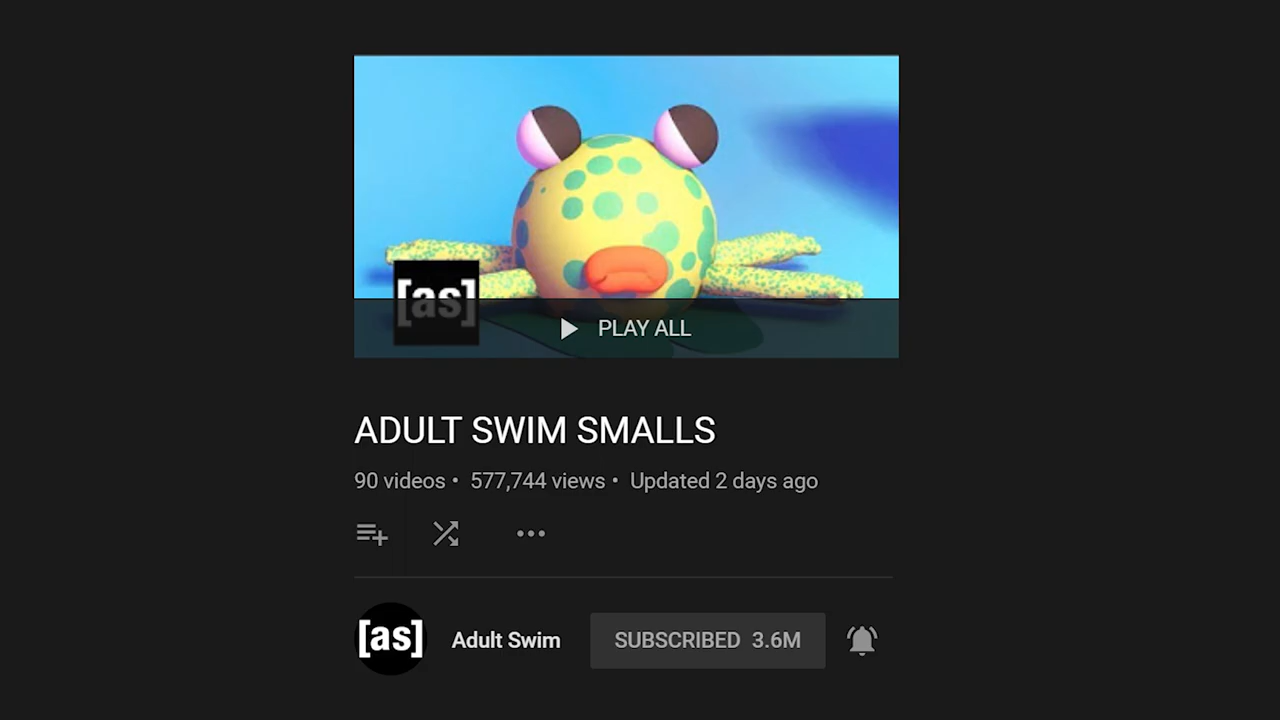 [as]
PLAY ALL
ADULT SWIM SMALLS
90 videos • 577,744 views • Updated 2 days ago
[as] Adult Swim SUBSCRIBED 3.6M